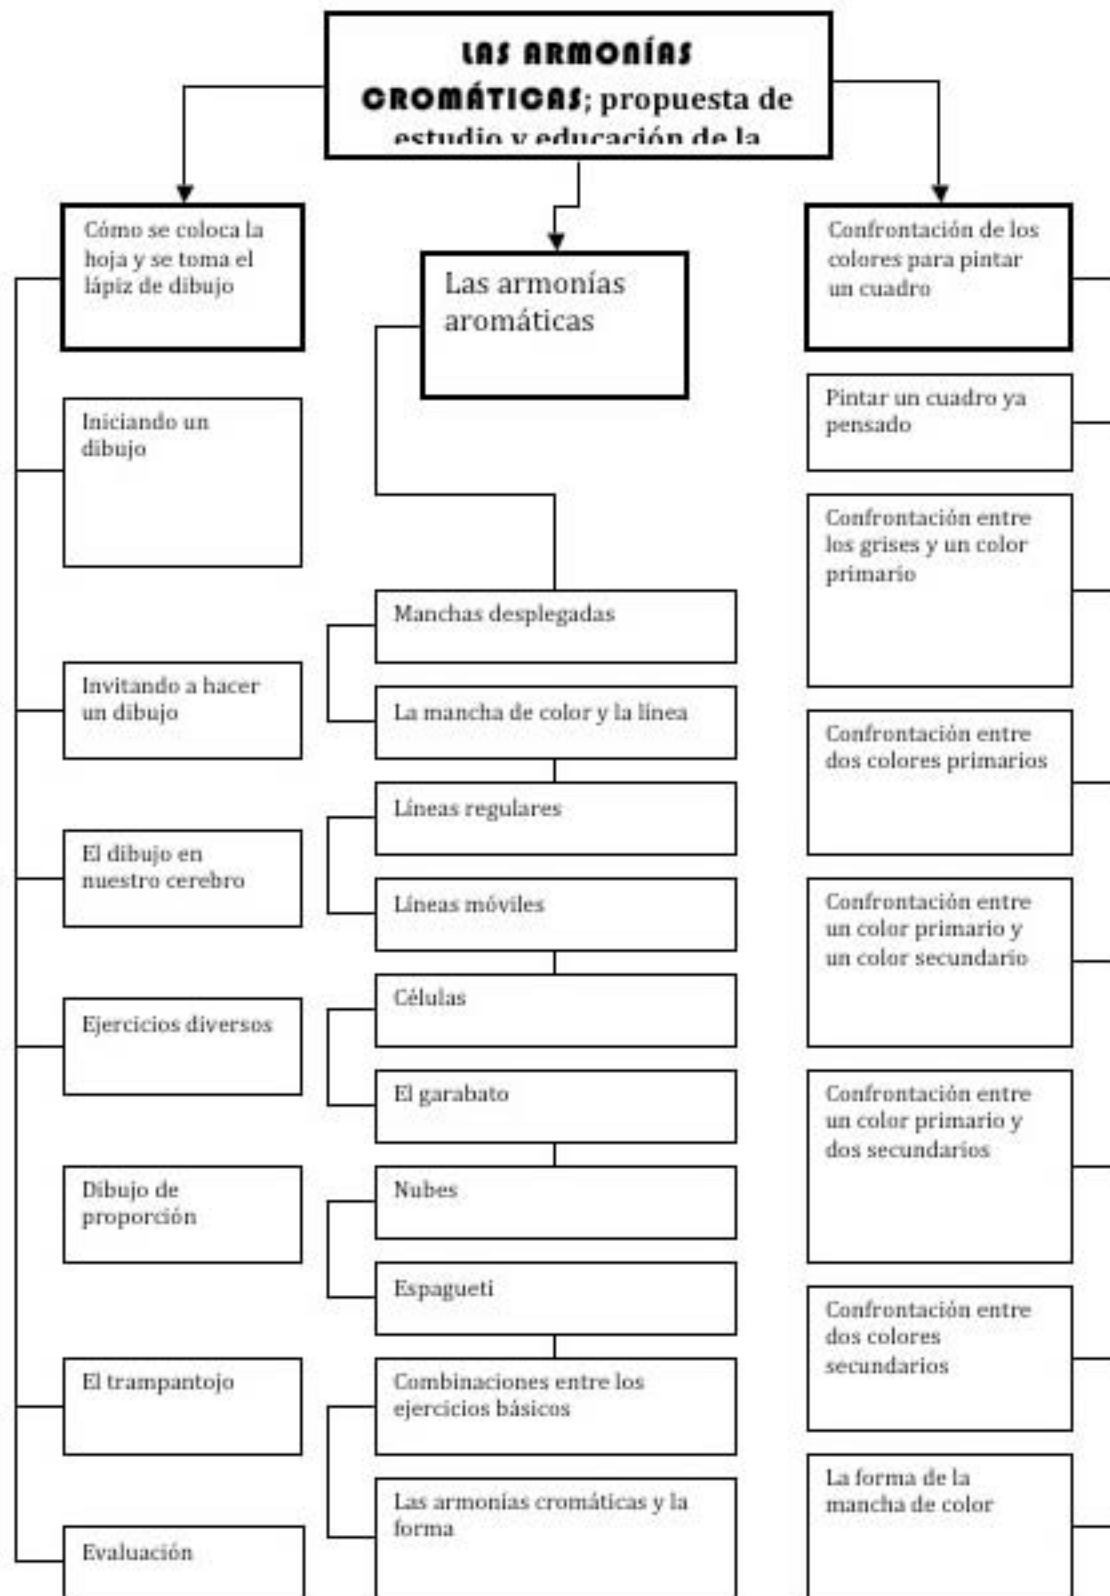 LAS ARMONÍAS
CROMÁTICAS; propuesta de
estudio y educación de la
Cómo se coloca la
hoja y se toma el
lápiz de dibujo
Iniciando un
dibujo
Invitando a hacer
un dibujo
El dibujo en
nuestro cerebro
Ejercicios diversos
Dibujo de
proporción
El trampantojo
Evaluación
Las armonías
aromáticas
Manchas desplegadas
La mancha de color y la línea
Líneas regulares
Líneas móviles
Células
El garabato
Nubes
Espagueti
Combinaciones entre los
ejercicios básicos
Las armonías cromáticas y la
forma
Confrontación de los
colores para pintar
un cuadro
Pintar un cuadro ya
pensado
Confrontación entre
los grises y un color
primario
Confrontación entre
dos colores primarios
Confrontación entre
un color primario y
un color secundario
Confrontación entre
un color primario y
dos secundarios
Confrontación entre
dos colores
secundarios
La forma de la
mancha de color